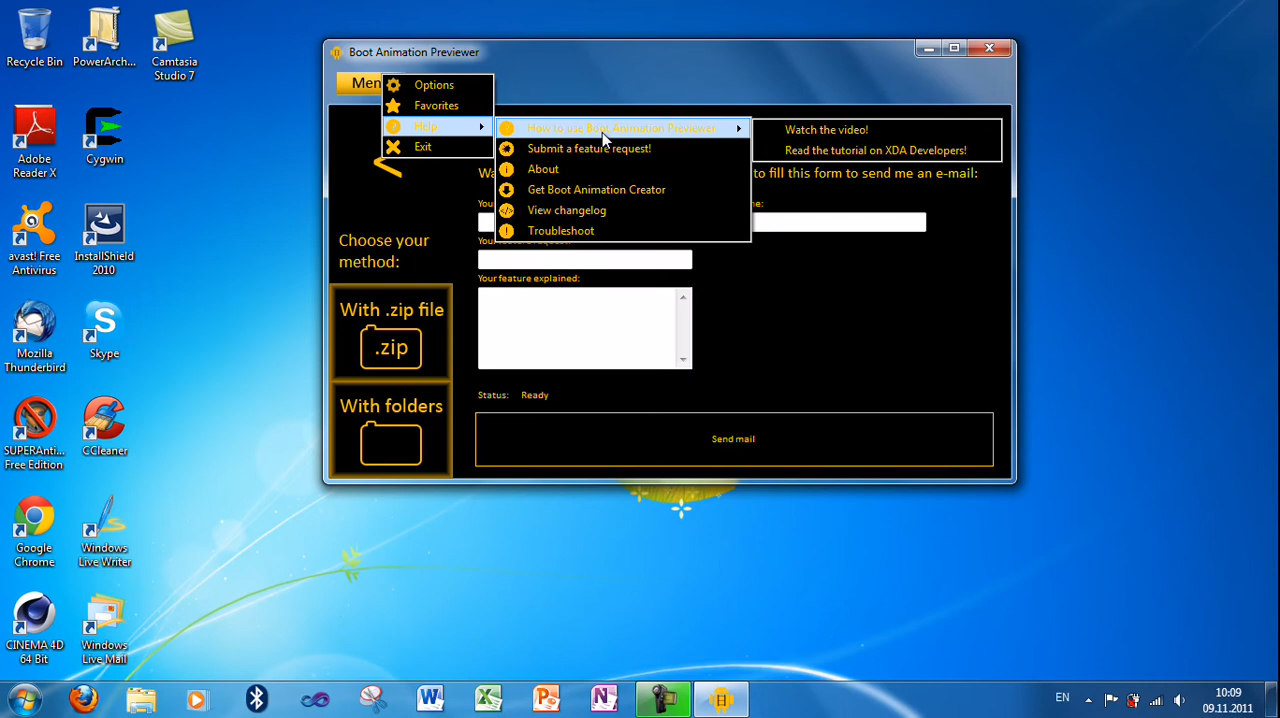 Recycle Bin
PowerArch...
Camtasia
Studio 7
Adobe
Reader X
Cygwin
avast! Free
Antivirus
InstallShield
2010
Mozilla
Thunderbird
Skype
SUPERAnti...
Free Edition
CCleaner
Google
Chrome
Windows
Live Writer
CINEMA 4D
64 Bit
Windows
Live Mail
Boot Animation Previewer
Men
Options
Favorites
Help
Exit
How to use Boot Animation Previewer
Submit a feature request!
About
Get Boot Animation Creator
View changelog
Troubleshoot
Watch the video!
Read the tutorial on XDA Developers!
to fill this form to send me an e-mail:
Choose your
method:
With .zip file
.zip
With folders
Your feature explained:
Status: Ready
Send mail
EN
10:09
09.11.2011